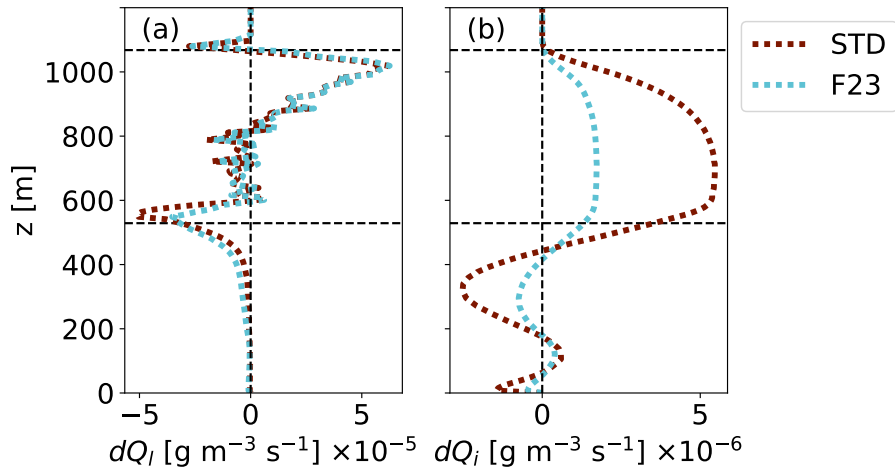 (a)
(b)
STD
F23
z [m]
1000
800
600
400
200
0
−5
0
5
0
5
dQ_l [g m⁻³ s⁻¹] ×10⁻⁵
dQ_i [g m⁻³ s⁻¹] ×10⁻⁶